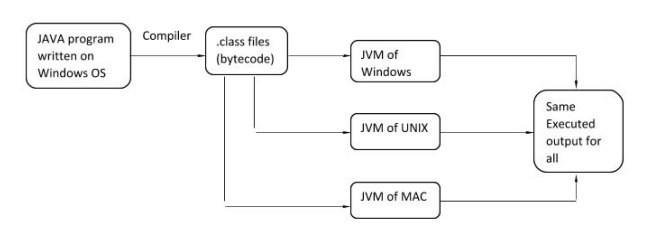 JAVA program
written on
Windows OS
Compiler
.class files
(bytecode)
JVM of
Windows
JVM of UNIX
JVM of MAC
Same
Executed
output for
all